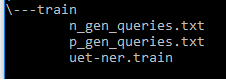 \---train
n_gen_queries.txt
p_gen_queries.txt
uet-ner.train